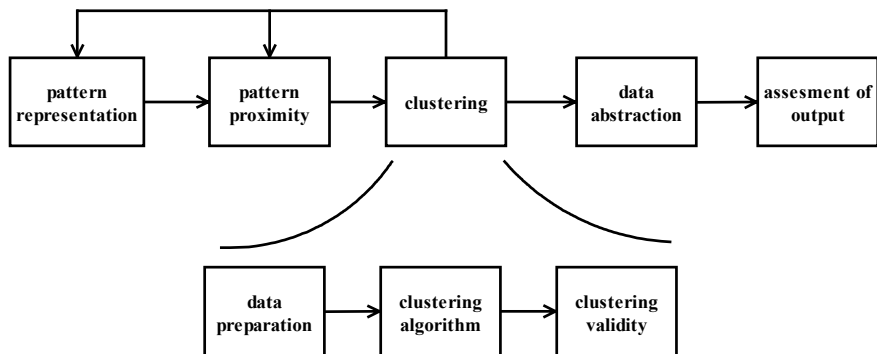 pattern
representation
pattern
proximity
clustering
data
abstraction
assesment of
output
data
preparation
clustering
algorithm
clustering
validity